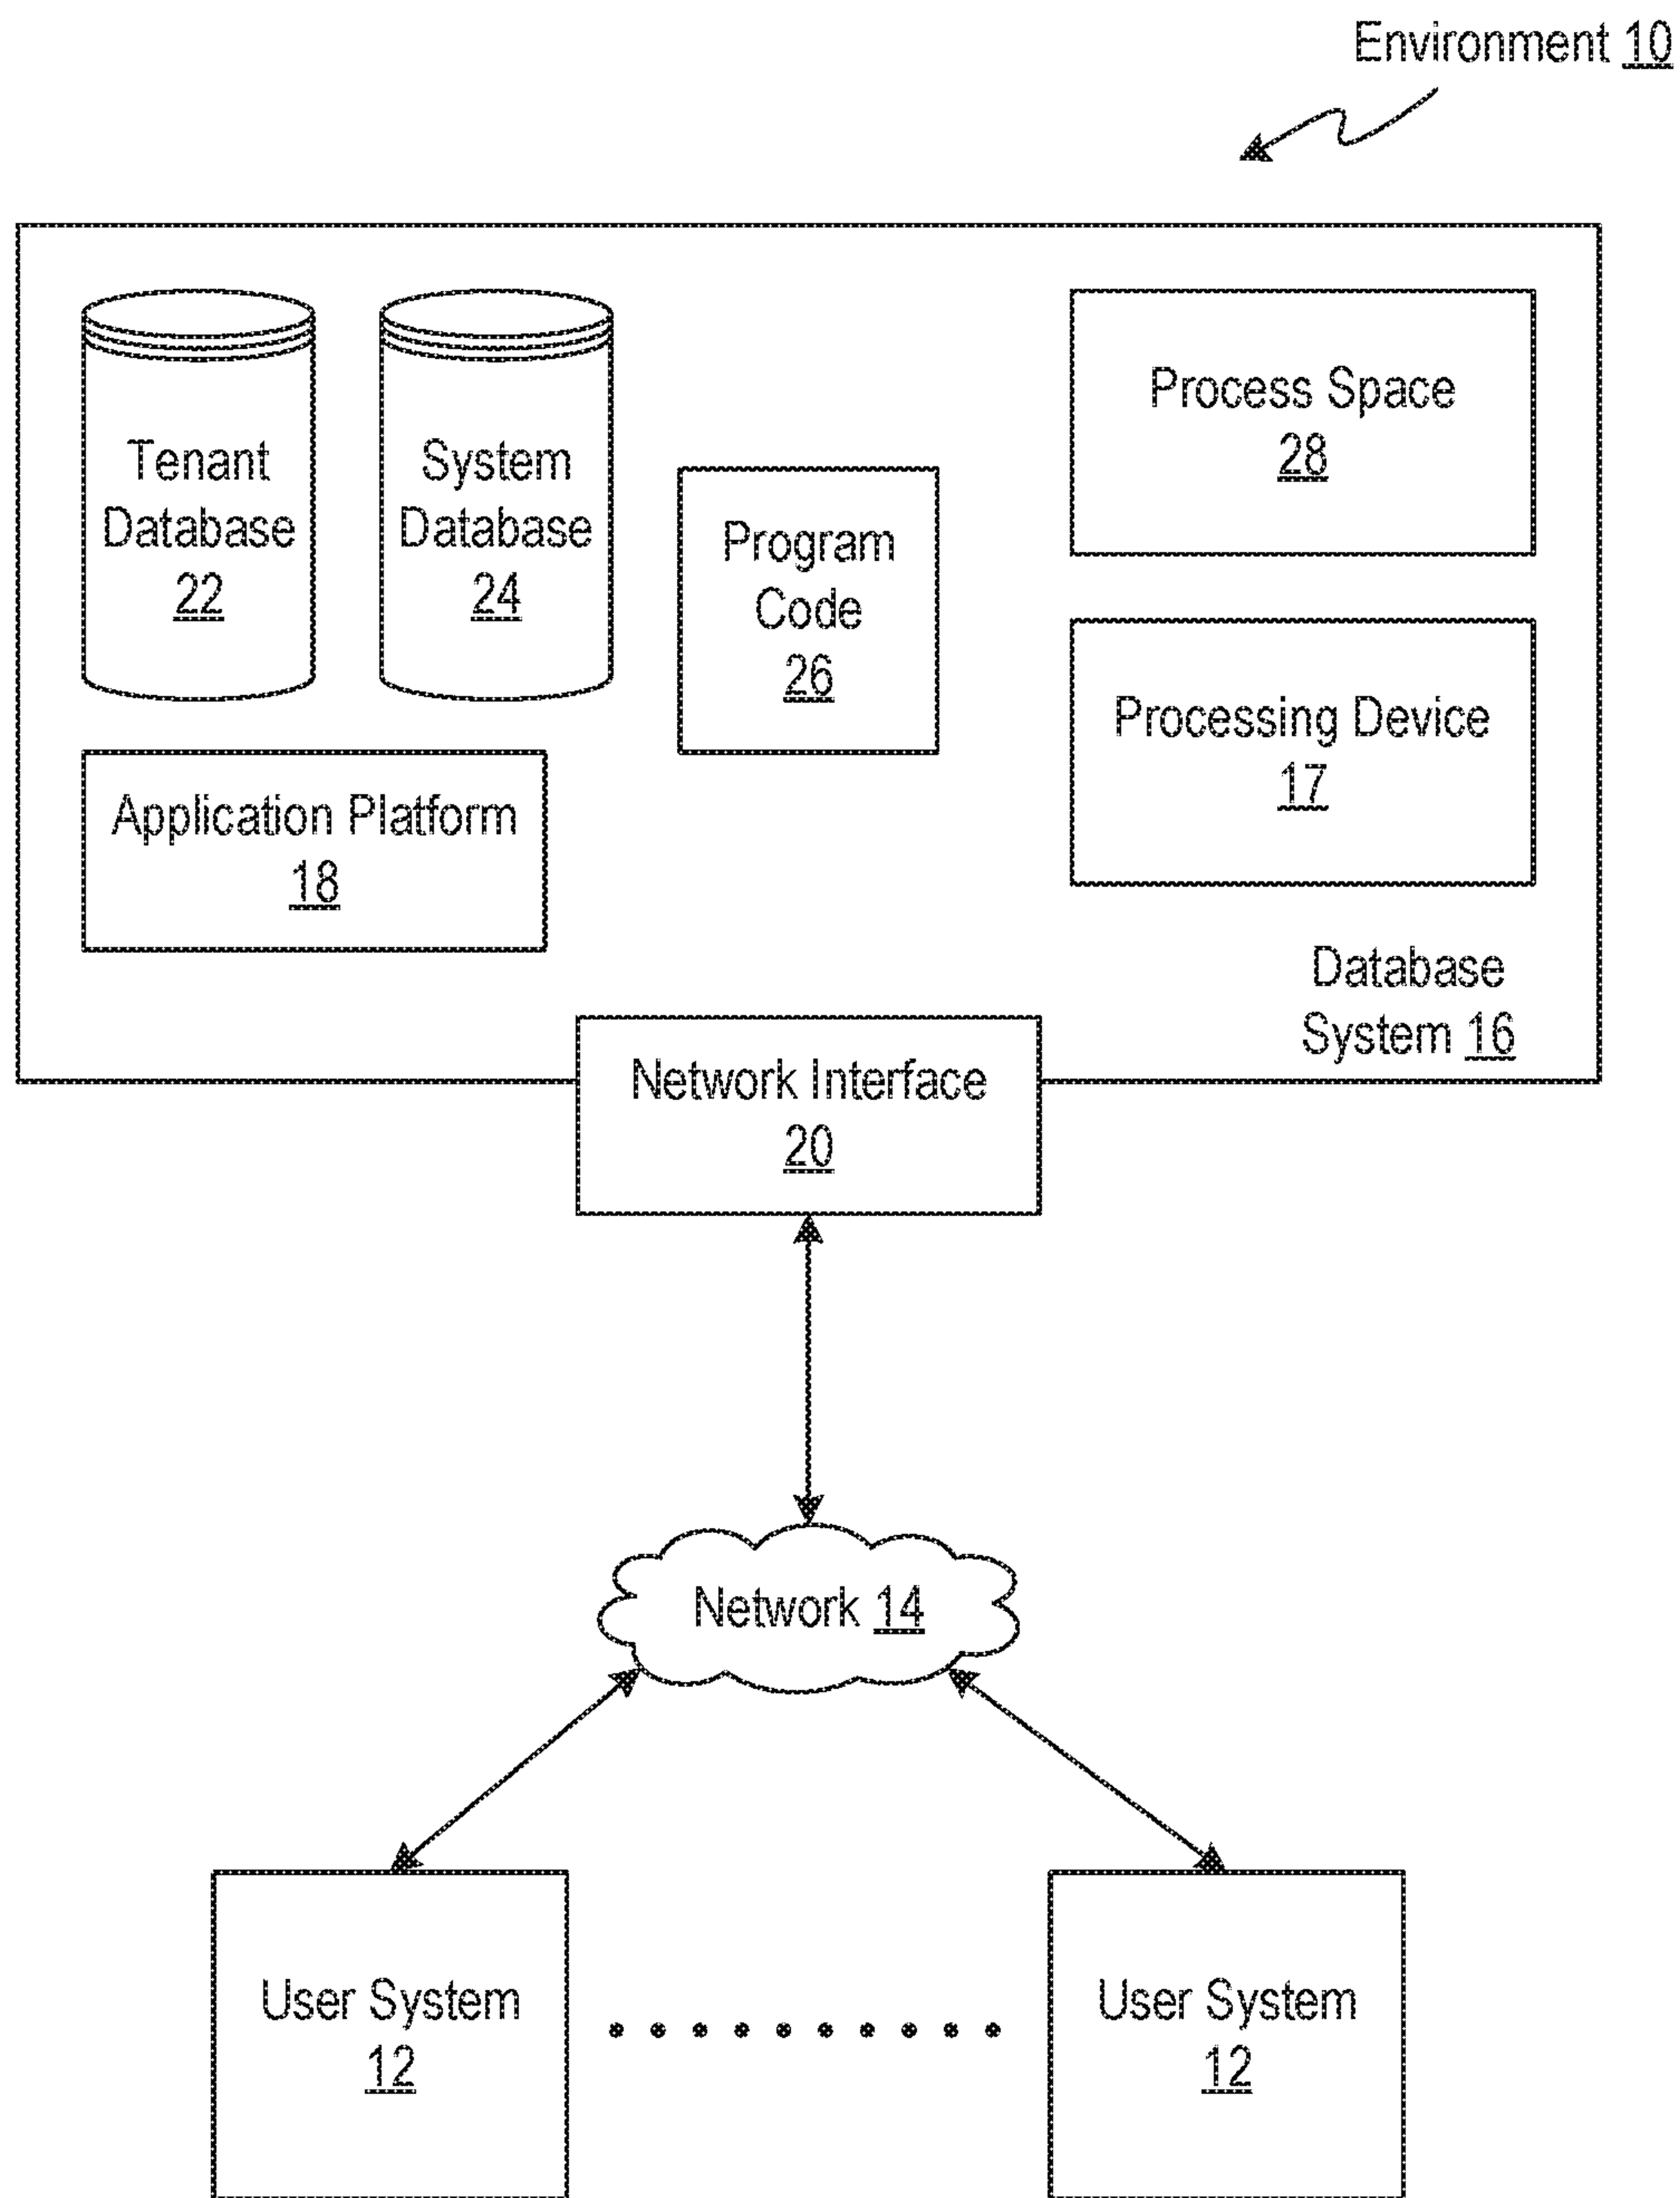 Environment 10
Tenant
Database
22
System
Database
24
Program
Code
26
Process Space
28
Processing Device
17
Application Platform
18
Database
System 16
Network Interface
20
Network 14
User System
12
User System
12